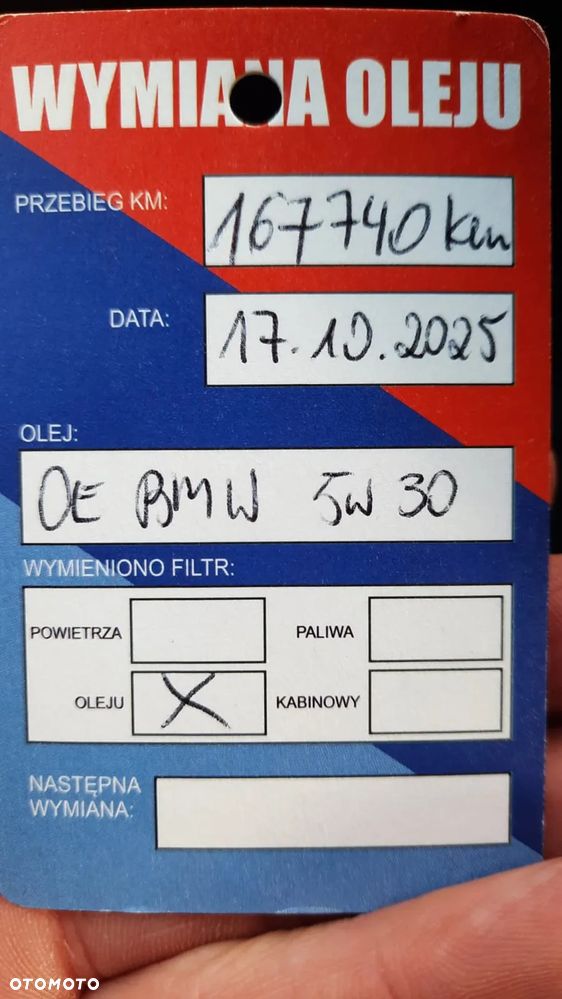 WYMIANA OLEJU
PRZEBIEG KM: 167740 km
DATA: 17.10.2025
OLEJ:
OE BMW 5W 30
WYMIENIONO FILTR:
POWIETRZA PALIWA
OLEJU X KABINOWY
NASTĘPNA
WYMIANA:
OTOMOTO